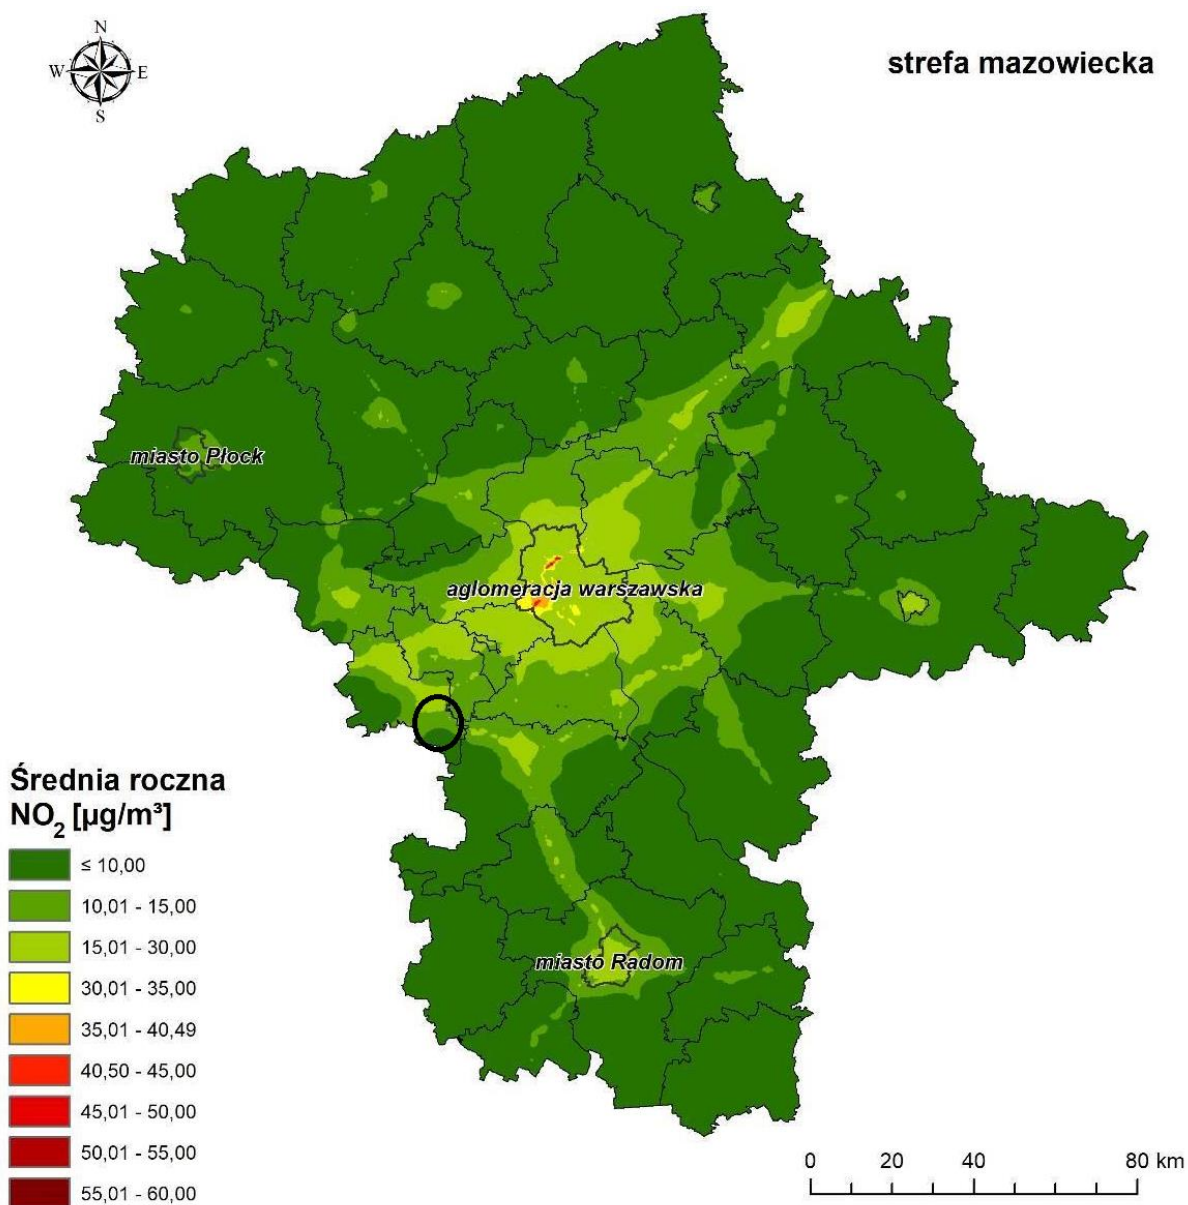 N
W E
S
strefa mazowiecka
miasto Płock
aglomeracja warszawska
miasto Radom
Średnia roczna
NO₂ [µg/m³]
≤ 10,00
10,01 - 15,00
15,01 - 30,00
30,01 - 35,00
35,01 - 40,49
40,50 - 45,00
45,01 - 50,00
50,01 - 55,00
55,01 - 60,00
0 20 40 80 km